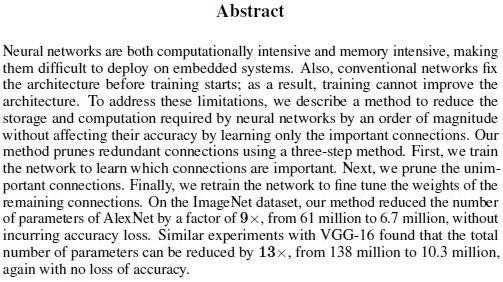 Abstract
Neural networks are both computationally intensive and memory intensive, making
them difficult to deploy on embedded systems. Also, conventional networks fix
the architecture before training starts; as a result, training cannot improve the
architecture. To address these limitations, we describe a method to reduce the
storage and computation required by neural networks by an order of magnitude
without affecting their accuracy by learning only the important connections. Our
method prunes redundant connections using a three-step method. First, we train
the network to learn which connections are important. Next, we prune the unim-
portant connections. Finally, we retrain the network to fine tune the weights of the
remaining connections. On the ImageNet dataset, our method reduced the number
of parameters of AlexNet by a factor of 9×, from 61 million to 6.7 million, without
incurring accuracy loss. Similar experiments with VGG-16 found that the total
number of parameters can be reduced by 13×, from 138 million to 10.3 million,
again with no loss of accuracy.